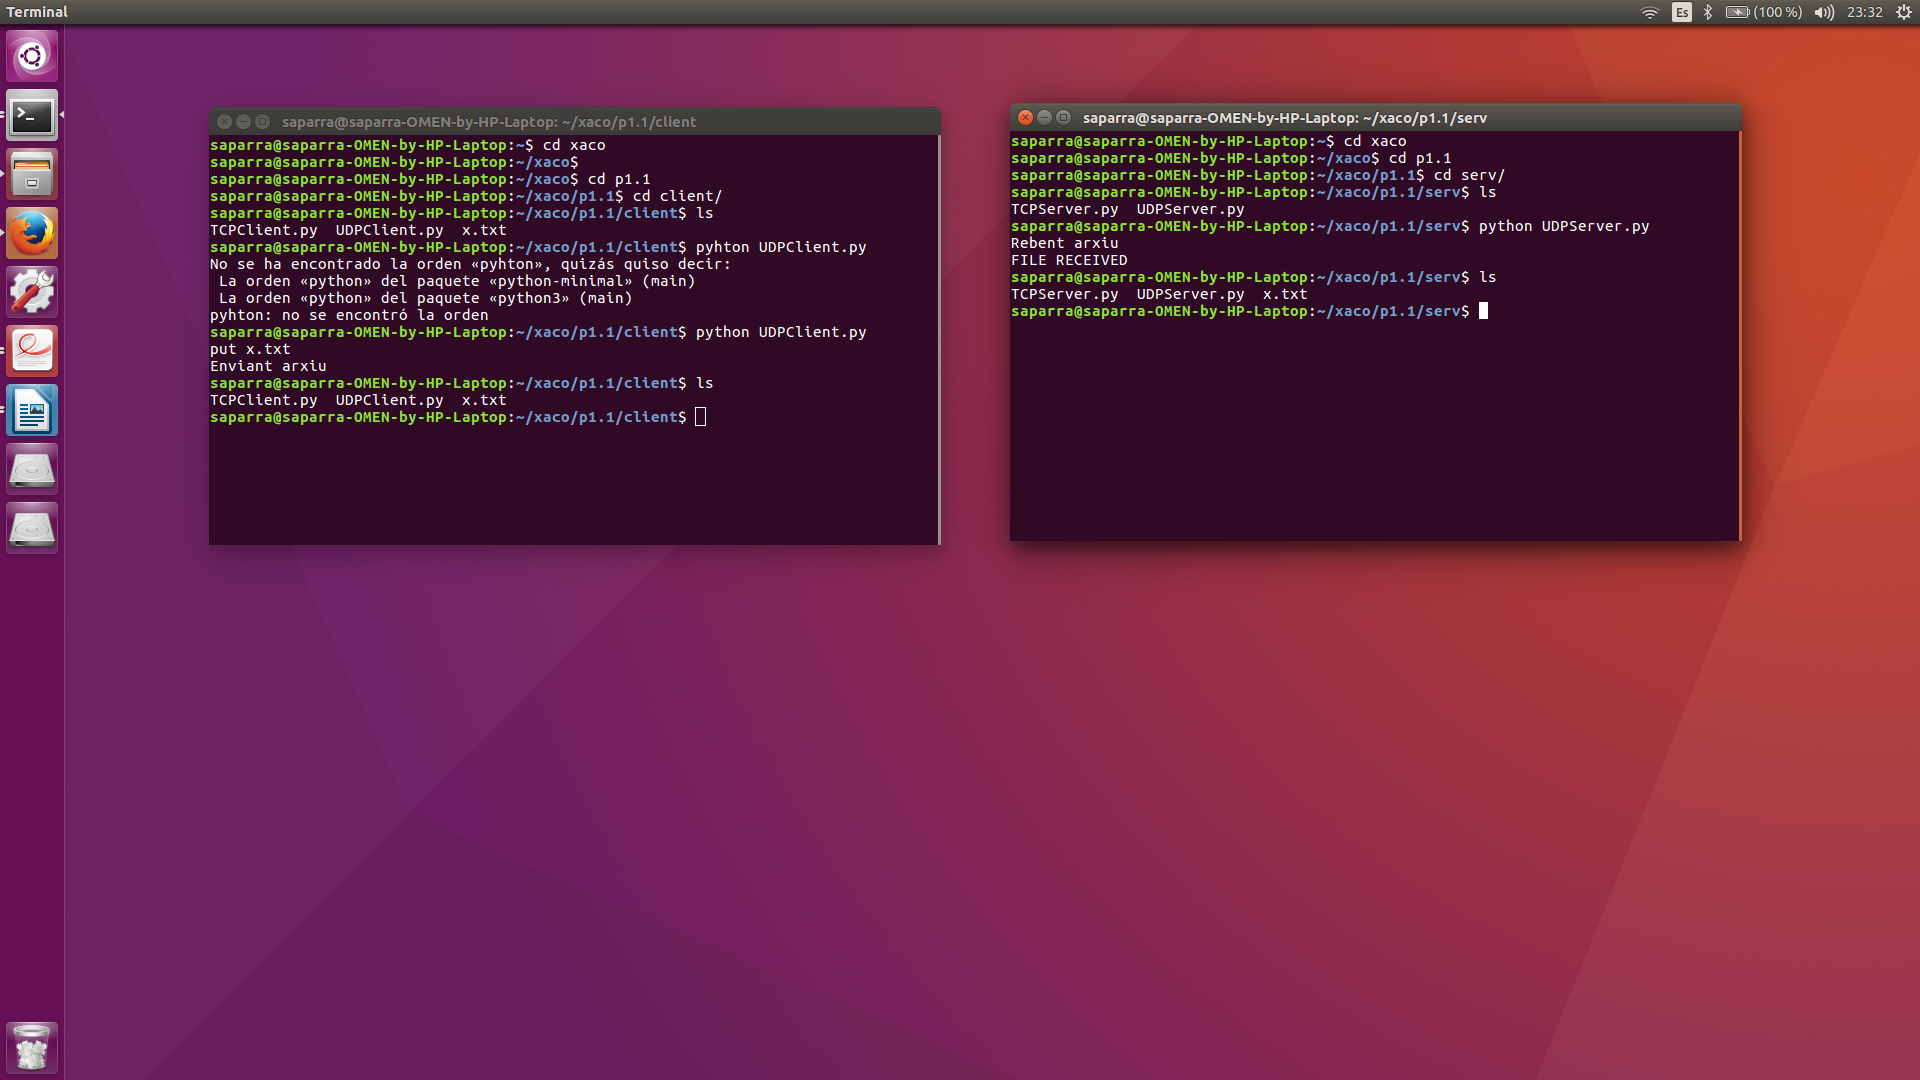 Terminal
Es
(100 %)
23:32
saparra@saparra-OMEN-by-HP-Laptop: ~/xaco/p1.1/client
saparra@saparra-OMEN-by-HP-Laptop:~$ cd xaco
saparra@saparra-OMEN-by-HP-Laptop:~/xaco$
saparra@saparra-OMEN-by-HP-Laptop:~/xaco$ cd p1.1
saparra@saparra-OMEN-by-HP-Laptop:~/xaco/p1.1$ cd client/
saparra@saparra-OMEN-by-HP-Laptop:~/xaco/p1.1/client$ ls
TCPClient.py  UDPClient.py  x.txt
saparra@saparra-OMEN-by-HP-Laptop:~/xaco/p1.1/client$ pyhton UDPClient.py
No se ha encontrado la orden «pyhton», quizás quiso decir:
 La orden «python» del paquete «python-minimal» (main)
 La orden «python» del paquete «python3» (main)
pyhton: no se encontró la orden
saparra@saparra-OMEN-by-HP-Laptop:~/xaco/p1.1/client$ python UDPClient.py
put x.txt
Enviant arxiu
saparra@saparra-OMEN-by-HP-Laptop:~/xaco/p1.1/client$ ls
TCPClient.py  UDPClient.py  x.txt
saparra@saparra-OMEN-by-HP-Laptop:~/xaco/p1.1/client$
saparra@saparra-OMEN-by-HP-Laptop: ~/xaco/p1.1/serv
saparra@saparra-OMEN-by-HP-Laptop:~$ cd xaco
saparra@saparra-OMEN-by-HP-Laptop:~/xaco$ cd p1.1
saparra@saparra-OMEN-by-HP-Laptop:~/xaco/p1.1$ cd serv/
saparra@saparra-OMEN-by-HP-Laptop:~/xaco/p1.1/serv$ ls
TCPServer.py  UDPServer.py
saparra@saparra-OMEN-by-HP-Laptop:~/xaco/p1.1/serv$ python UDPServer.py
Rebent arxiu
FILE RECEIVED
saparra@saparra-OMEN-by-HP-Laptop:~/xaco/p1.1/serv$ ls
TCPServer.py  UDPServer.py  x.txt
saparra@saparra-OMEN-by-HP-Laptop:~/xaco/p1.1/serv$